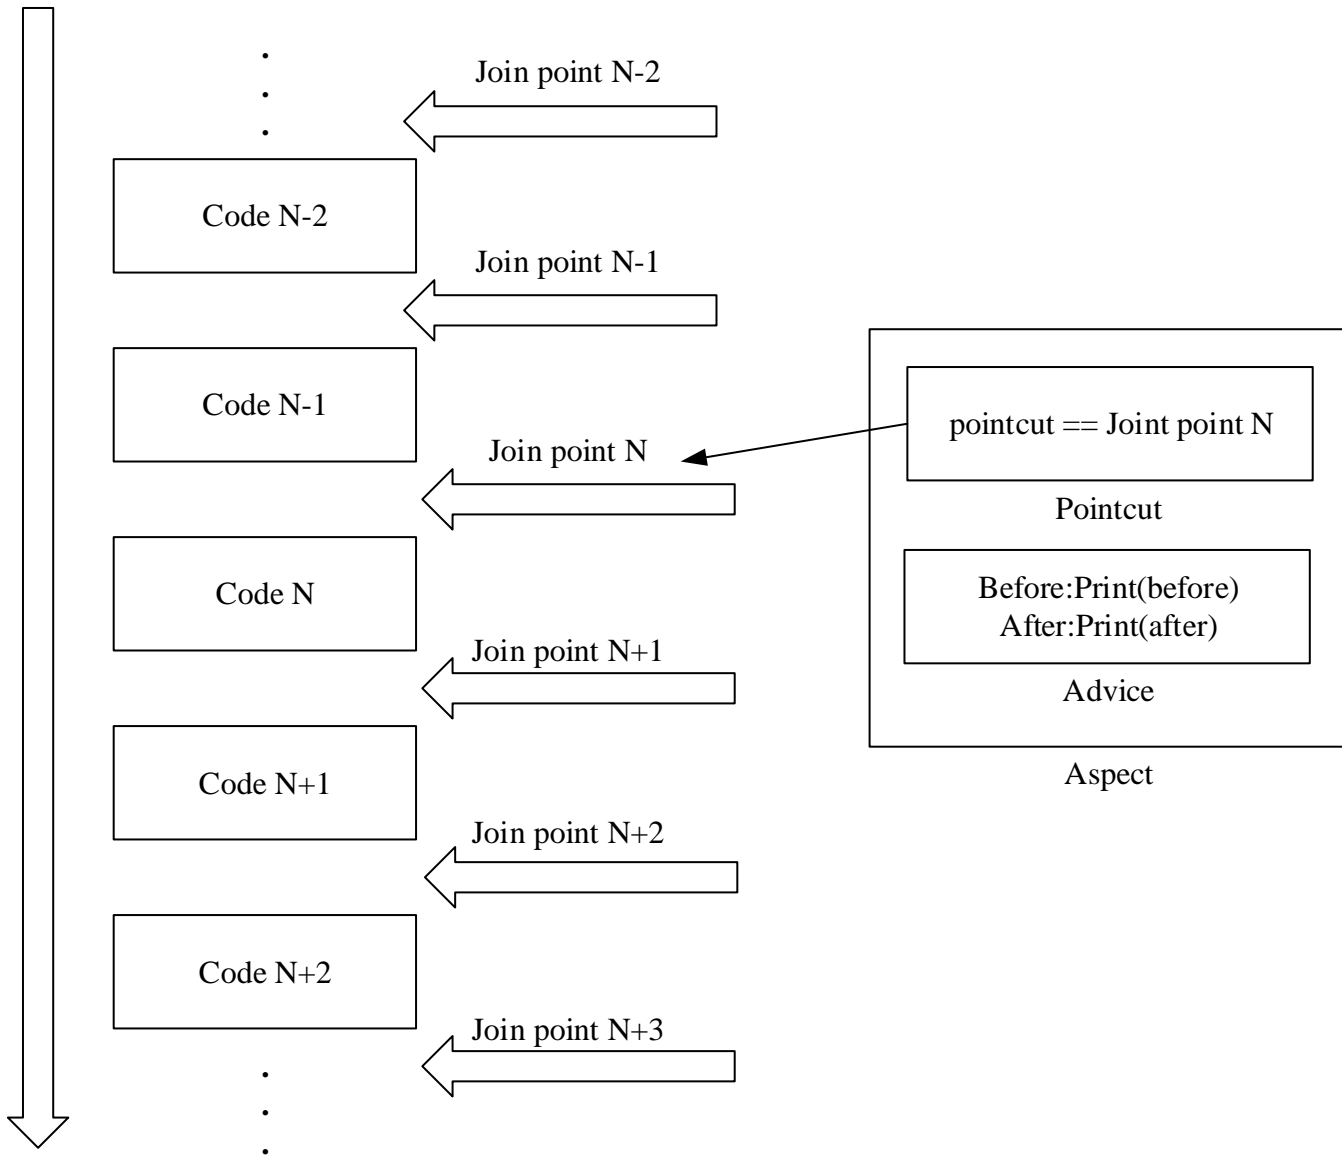 Join point N-2
Code N-2
Join point N-1
Code N-1
Join point N
Code N
Join point N+1
Code N+1
Join point N+2
Code N+2
Join point N+3
pointcut == Joint point N
Pointcut
Before:Print(before)
After:Print(after)
Advice
Aspect